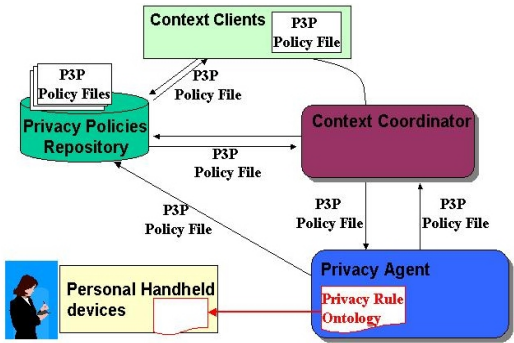 Context Clients
P3P
Policy File
P3P
Policy Files
P3P
Policy File
Privacy Policies
Repository
Context Coordinator
P3P
Policy File
P3P
Policy File
P3P
Policy File
P3P
Policy File
Privacy Agent
Personal Handheld
devices
Privacy Rule
Ontology